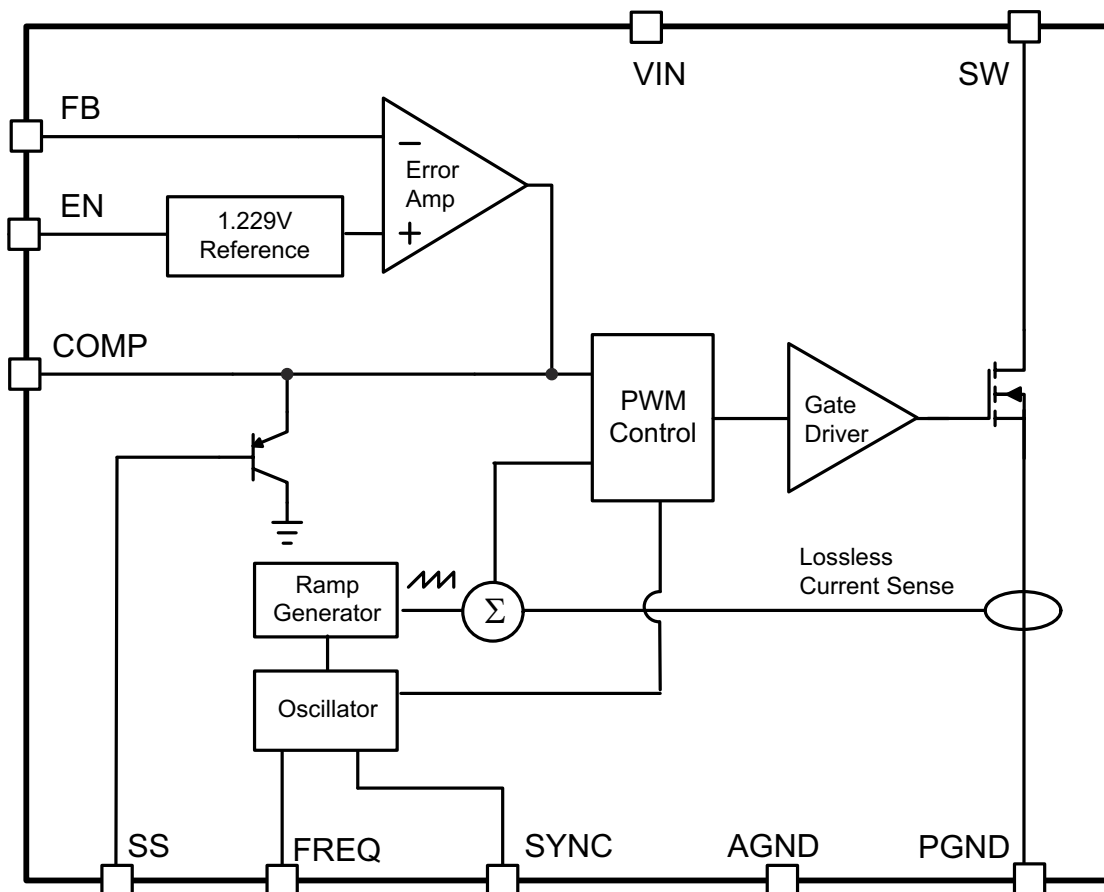 VIN
SW
FB
−
Error
Amp
EN
1.229V
Reference
+
COMP
PWM
Control
Gate
Driver
Lossless
Current Sense
Ramp
Generator
Σ
Oscillator
SS
FREQ
SYNC
AGND
PGND